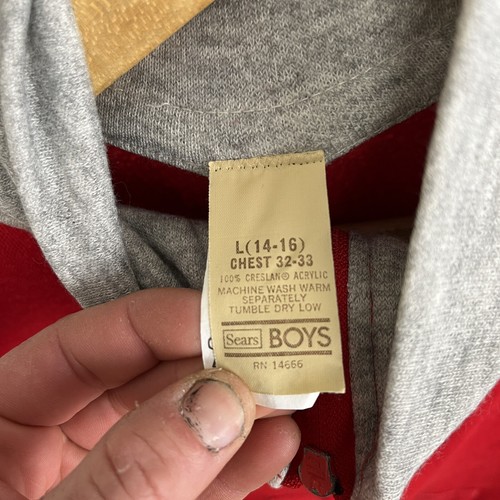 L(14-16)
CHEST 32-33
100% CRESLAN® ACRYLIC
MACHINE WASH WARM
SEPARATELY
TUMBLE DRY LOW
Sears BOYS
RN 14666